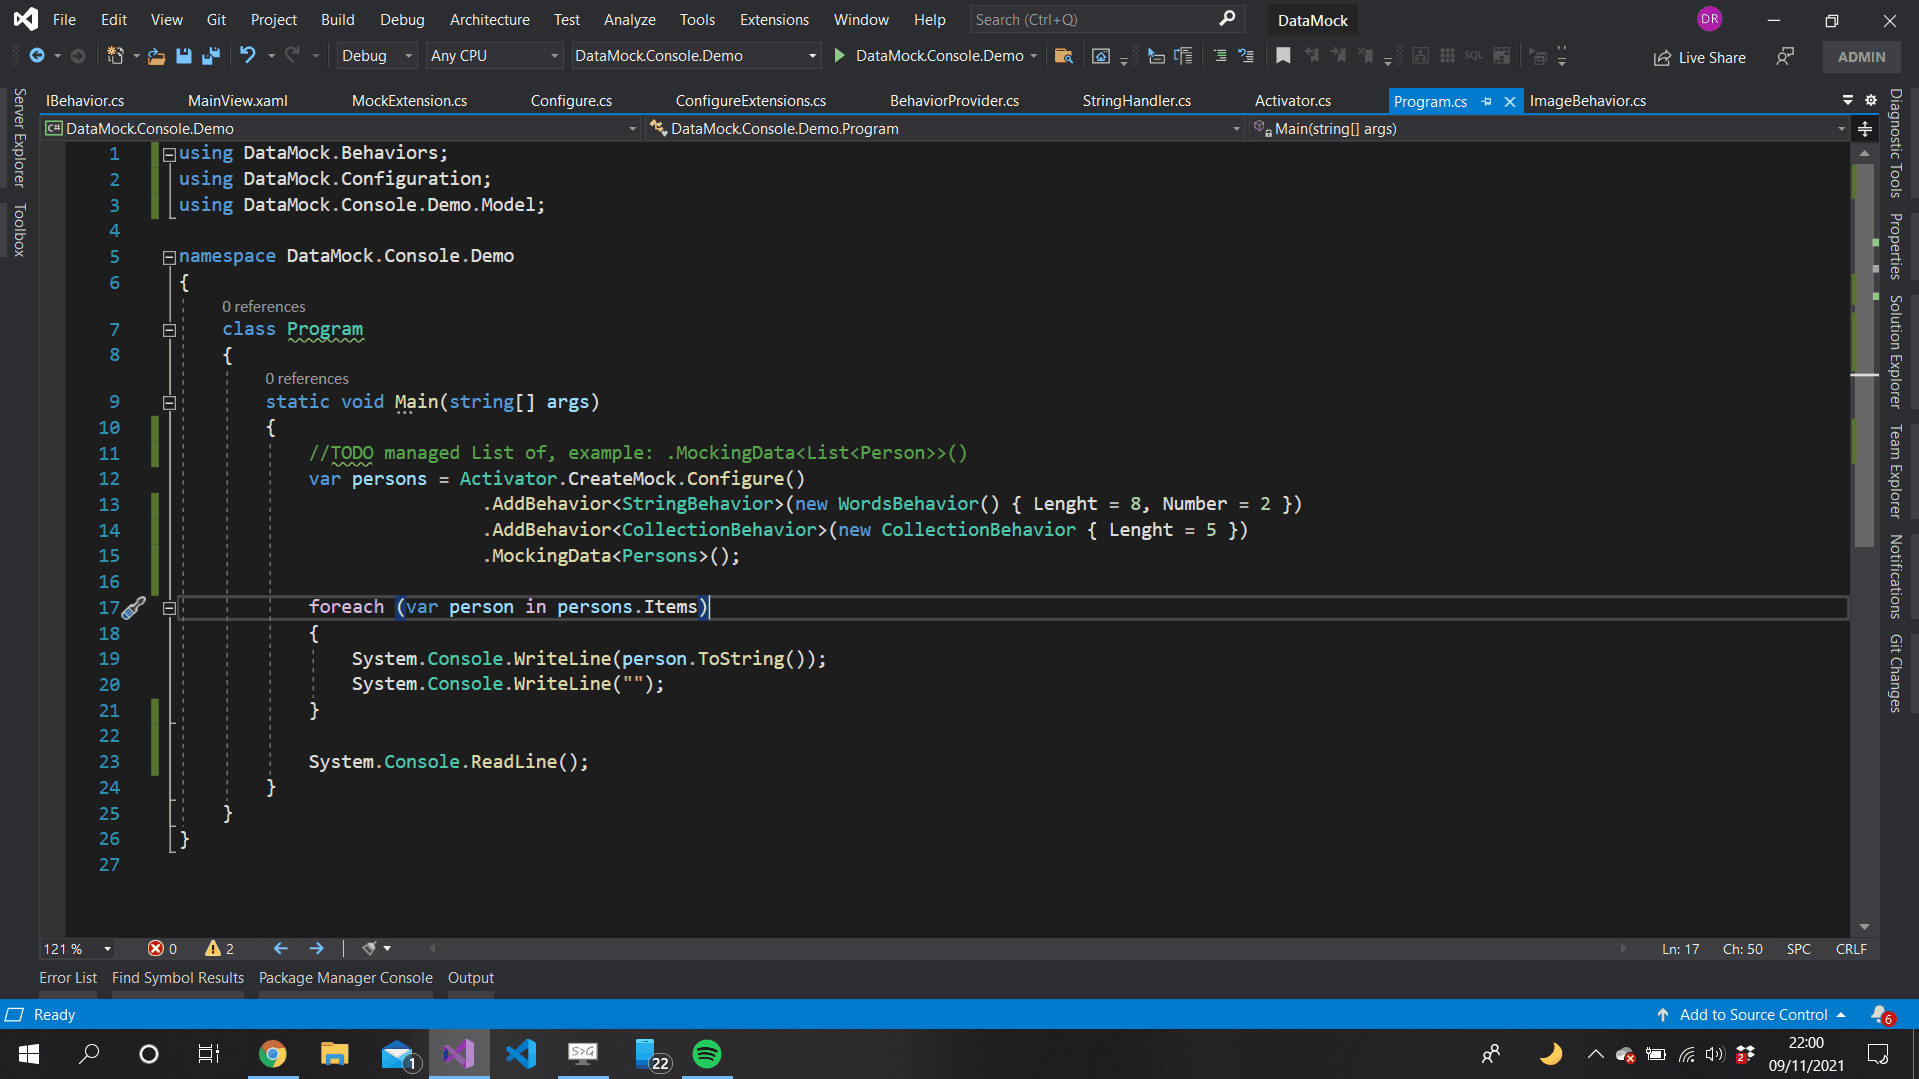 File Edit View Git Project Build Debug Architecture Test Analyze Tools Extensions Window Help Search (Ctrl+Q) DataMock DR
Debug Any CPU DataMock.Console.Demo DataMock.Console.Demo SQL Live Share ADMIN
Server Explorer
Toolbox
IBehavior.cs MainView.xaml MockExtension.cs Configure.cs ConfigureExtensions.cs BehaviorProvider.cs StringHandler.cs Activator.cs Program.cs ImageBehavior.cs
C# DataMock.Console.Demo DataMock.Console.Demo.Program Main(string[] args)
1 using DataMock.Behaviors;
2 using DataMock.Configuration;
3 using DataMock.Console.Demo.Model;
4
5 namespace DataMock.Console.Demo
6 {
0 references
7 class Program
8 {
0 references
9 static void Main(string[] args)
10 {
11 //TODO managed List of, example: .MockingData<List<Person>>()
12 var persons = Activator.CreateMock.Configure()
13 .AddBehavior<StringBehavior>(new WordsBehavior() { Lenght = 8, Number = 2 })
14 .AddBehavior<CollectionBehavior>(new CollectionBehavior { Lenght = 5 })
15 .MockingData<Persons>();
16
17 foreach (var person in persons.Items)
18 {
19 System.Console.WriteLine(person.ToString());
20 System.Console.WriteLine("");
21 }
22
23 System.Console.ReadLine();
24 }
25 }
26 }
27
Diagnostic Tools
Properties
Solution Explorer
Team Explorer
Notifications
Git Changes
121 % 0 2 Ln: 17 Ch: 50 SPC CRLF
Error List Find Symbol Results Package Manager Console Output
Ready Add to Source Control 6
1 S>G 22 2 22:00
09/11/2021